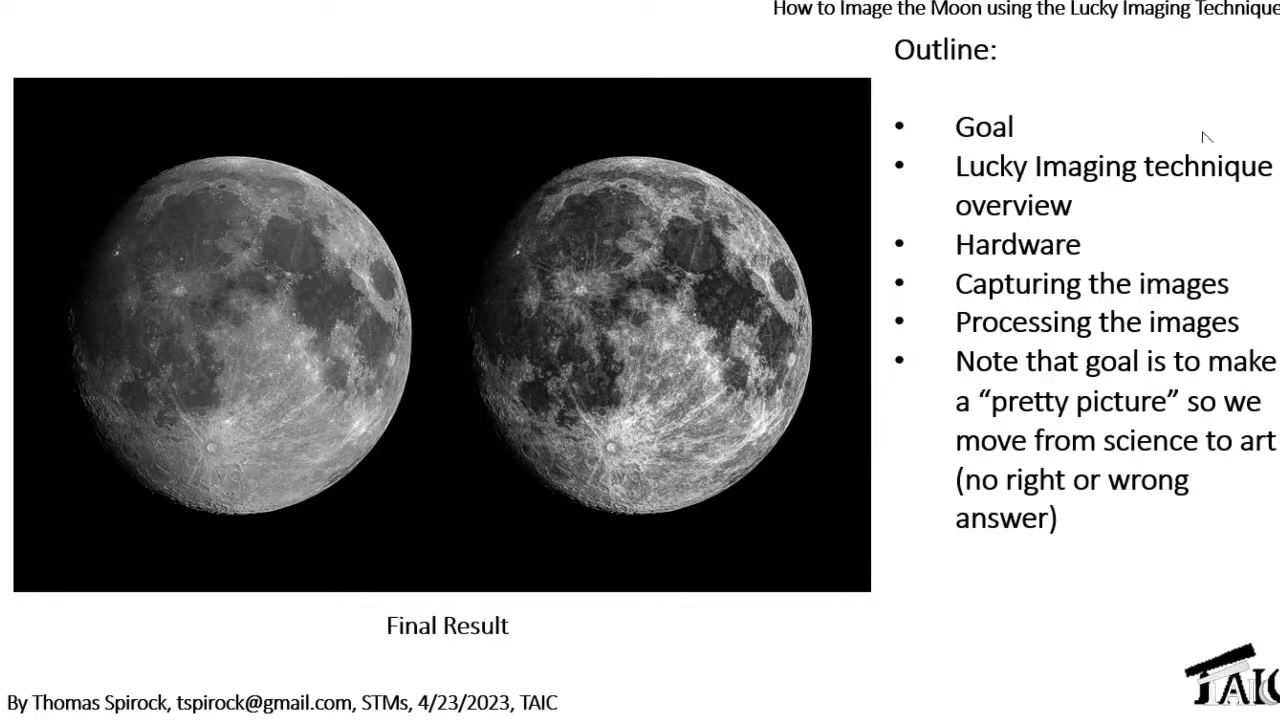 How to Image the Moon using the Lucky Imaging Technique
Outline:
• Goal
• Lucky Imaging technique
overview
• Hardware
• Capturing the images
• Processing the images
• Note that goal is to make
a “pretty picture” so we
move from science to art
(no right or wrong
answer)
Final Result
By Thomas Spirock, tspirock@gmail.com, STMs, 4/23/2023, TAIC
TAIC